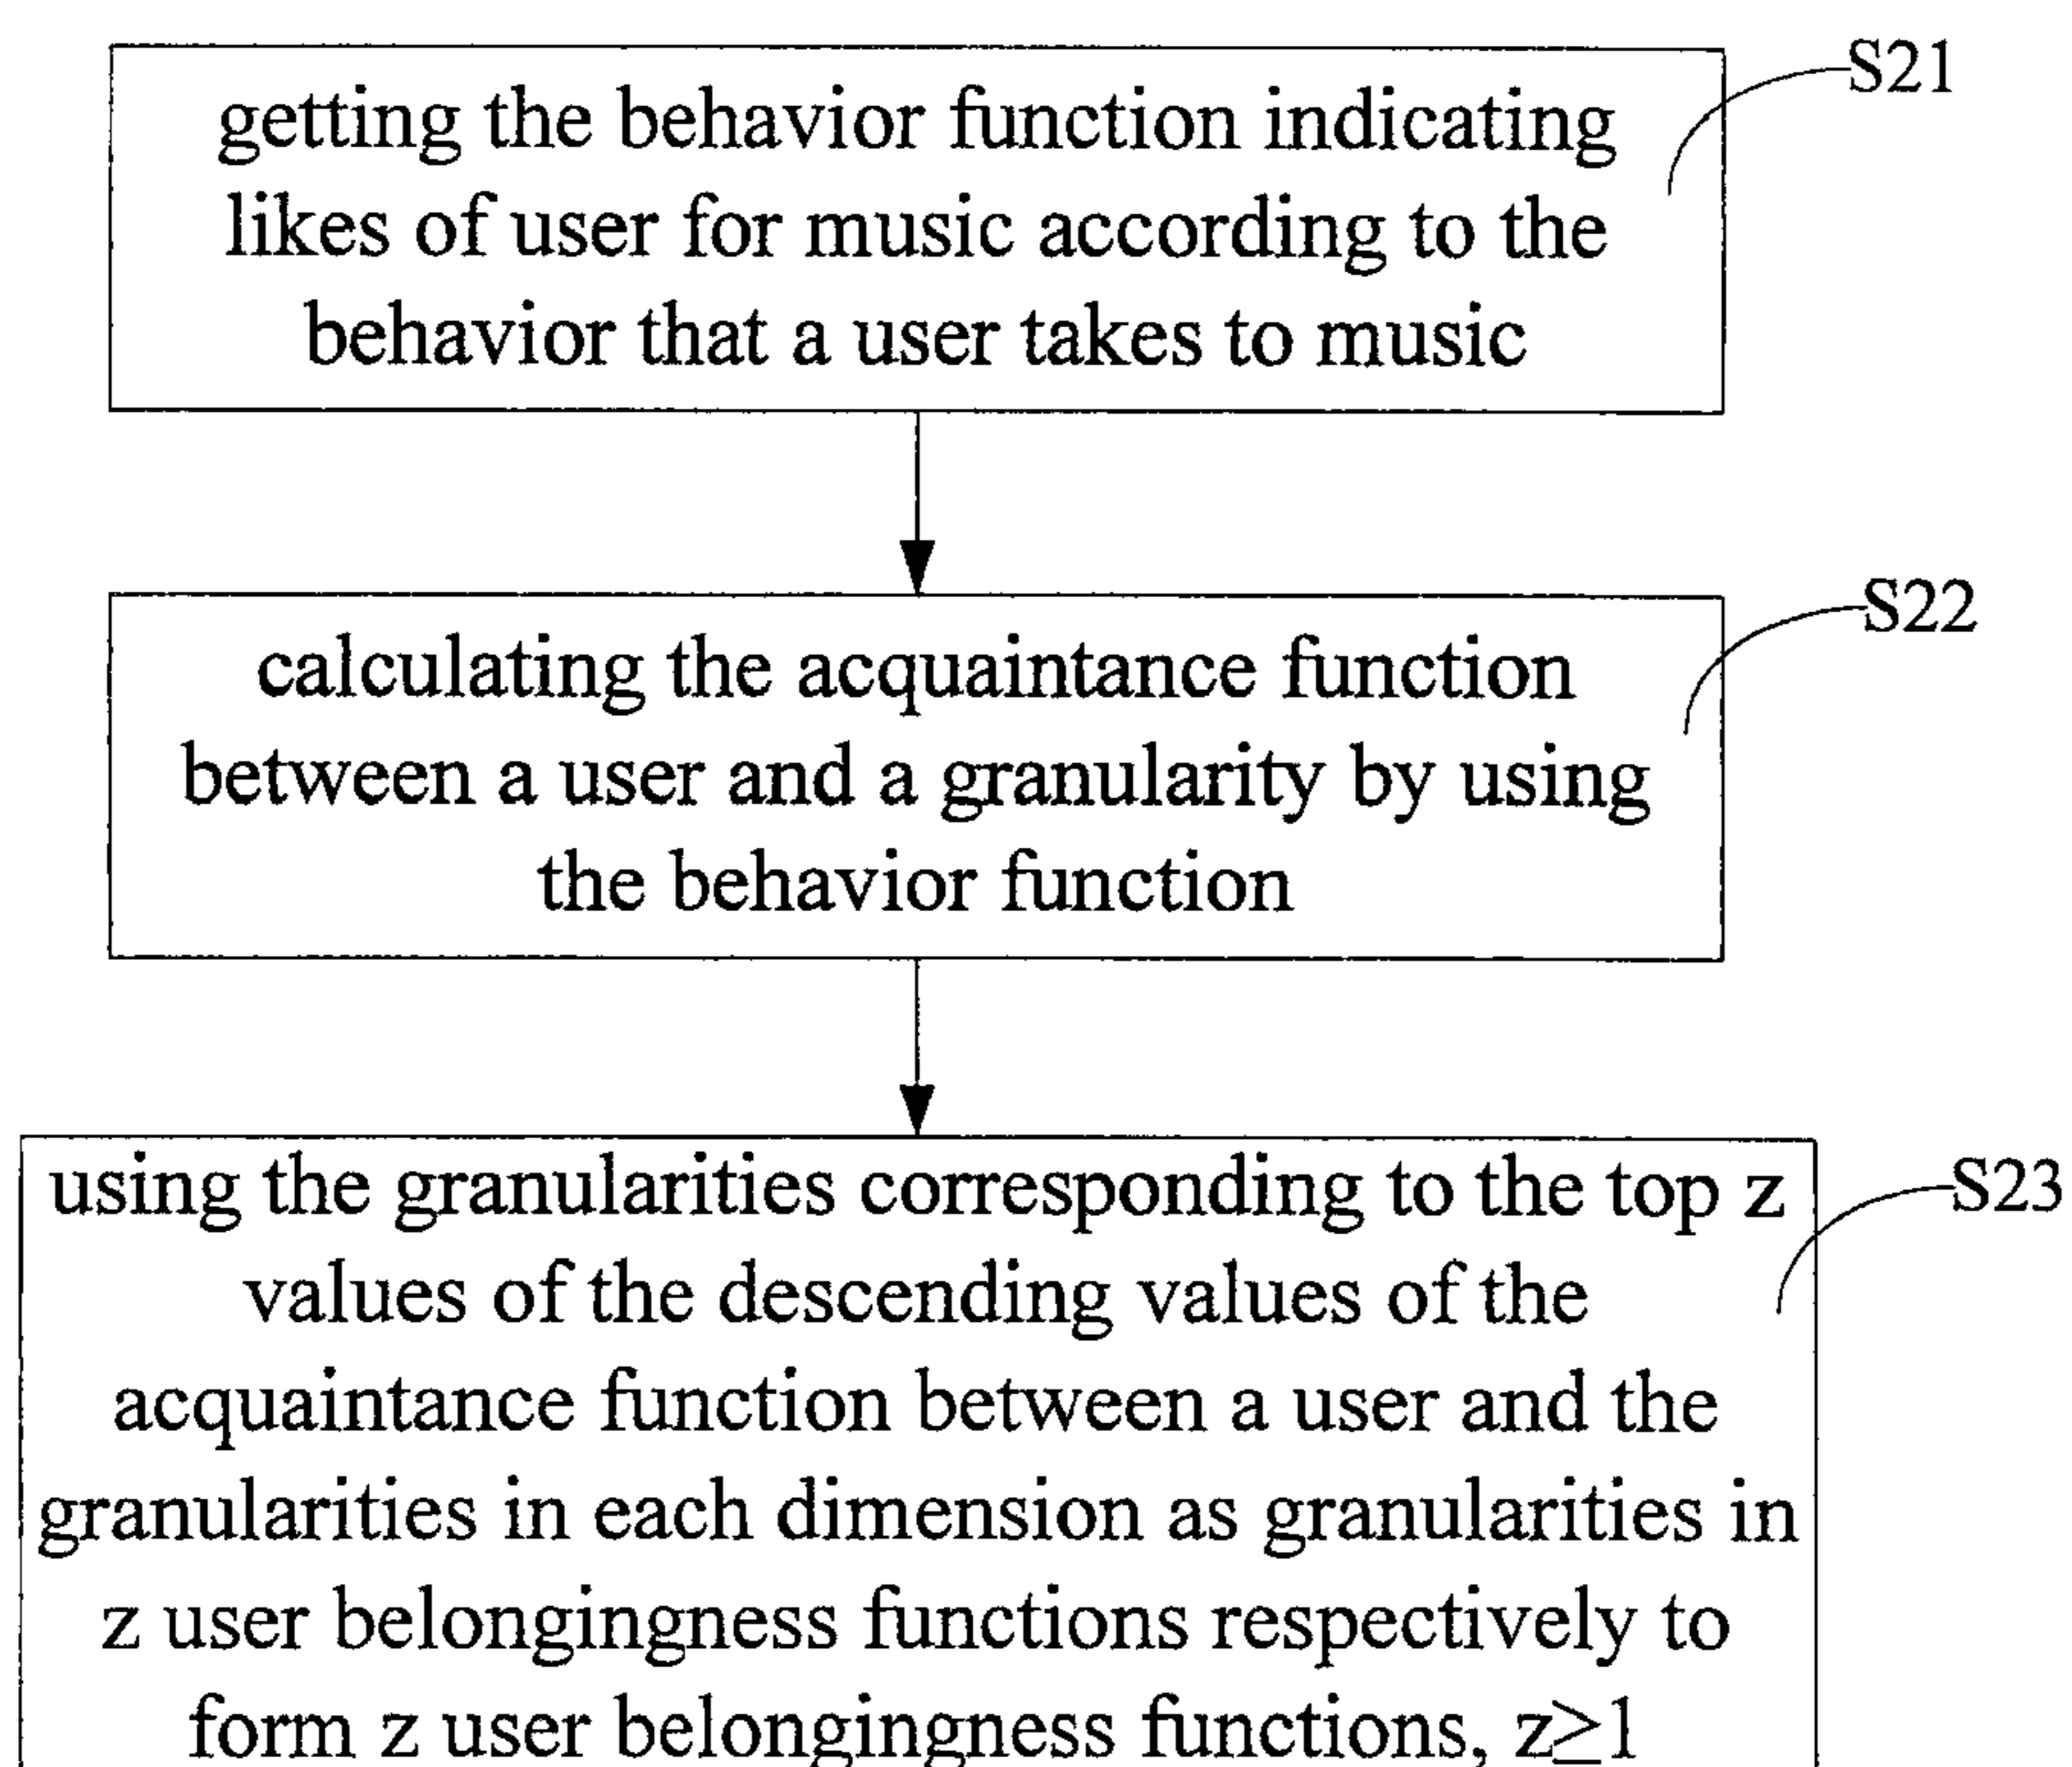 getting the behavior function indicating
likes of user for music according to the
behavior that a user takes to music
S21
calculating the acquaintance function
between a user and a granularity by using
the behavior function
S22
using the granularities corresponding to the top z
values of the descending values of the
acquaintance function between a user and the
granularities in each dimension as granularities in
z user belongingness functions respectively to
form z user belongingness functions, z≥1
S23